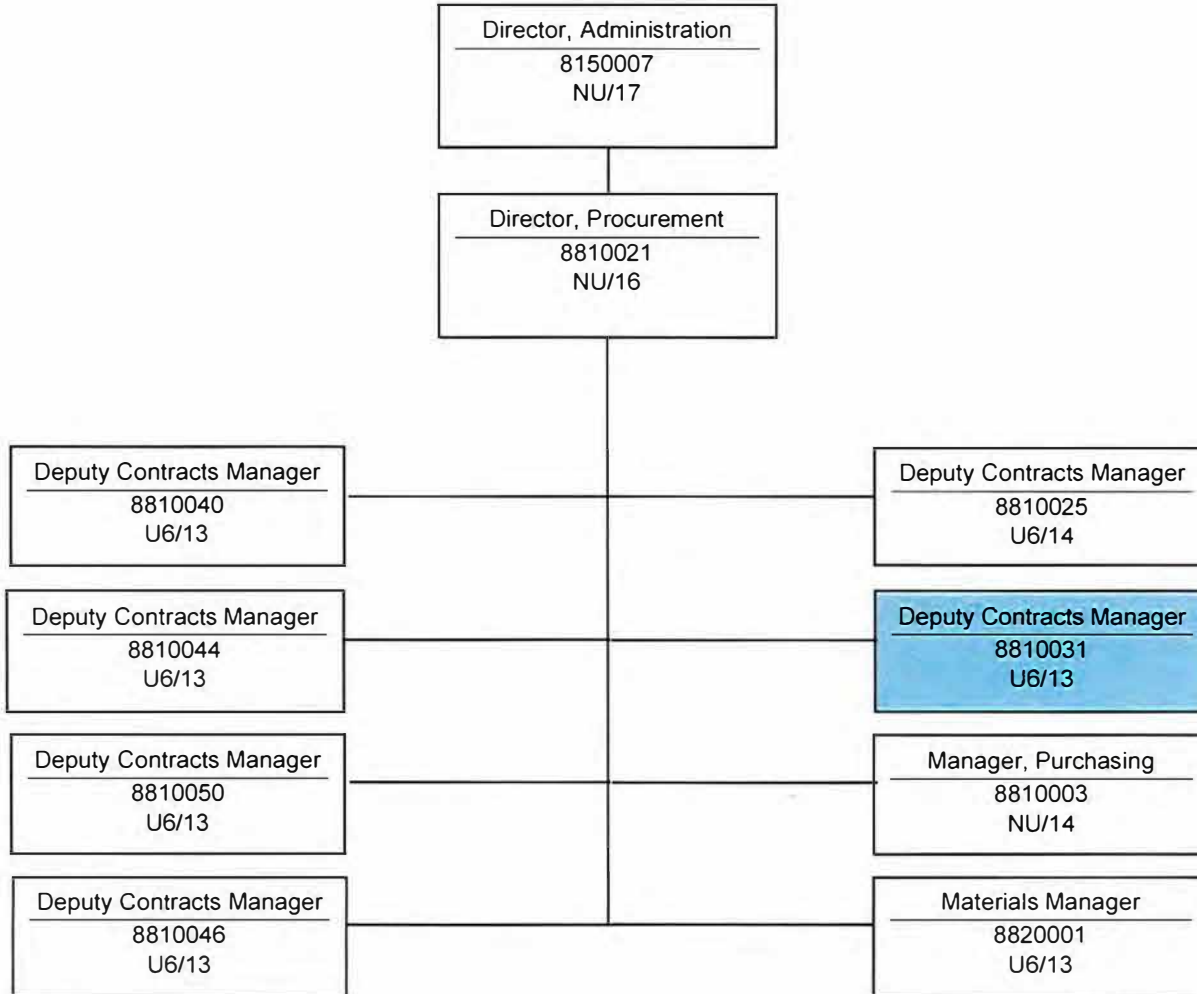 Director, Administration
8150007
NU/17
Director, Procurement
8810021
NU/16
Deputy Contracts Manager
8810040
U6/13
Deputy Contracts Manager
8810025
U6/14
Deputy Contracts Manager
8810044
U6/13
Deputy Contracts Manager
8810031
U6/13
Deputy Contracts Manager
8810050
U6/13
Manager, Purchasing
8810003
NU/14
Deputy Contracts Manager
8810046
U6/13
Materials Manager
8820001
U6/13